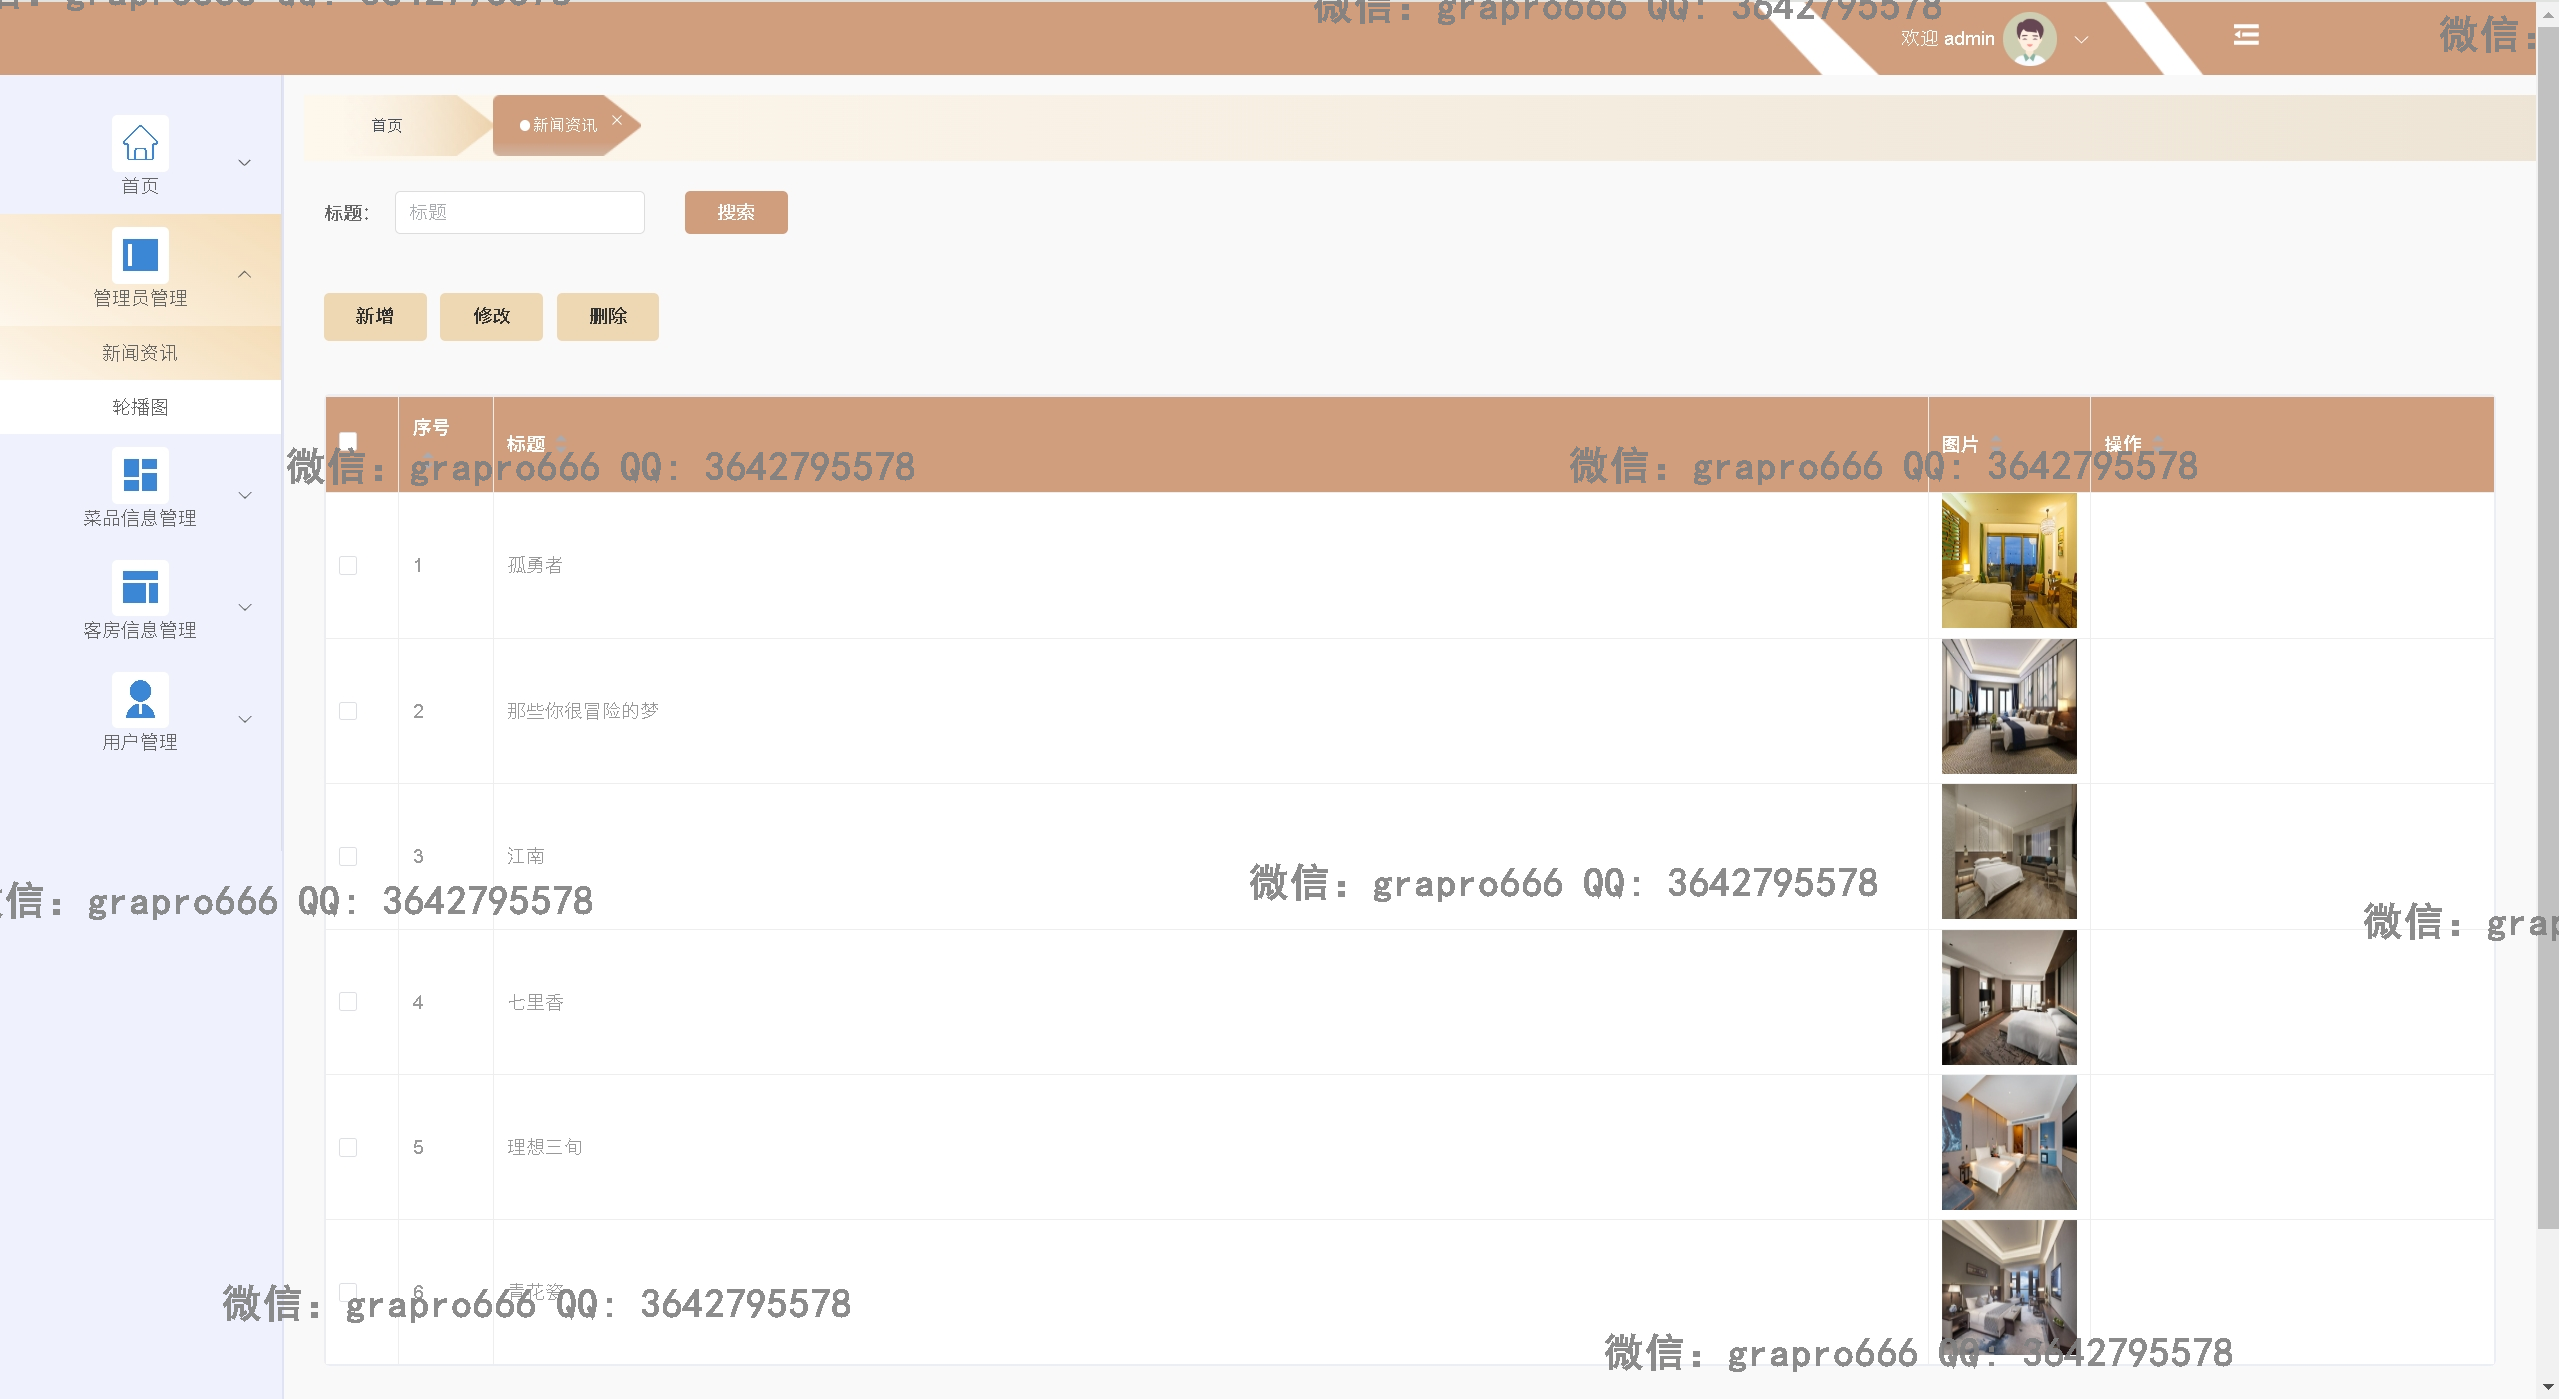 微信: grapro666 QQ: 3642795578
欢迎 admin
微信:
首页
新闻资讯
首页
标题:
标题
搜索
管理员管理
新增
修改
删除
新闻资讯
轮播图
序号
标题
图片
操作
微信: grapro666 QQ: 3642795578
微信: grapro666 QQ: 3642795578
菜品信息管理
1
孤勇者
客房信息管理
2
那些你很冒险的梦
用户管理
3
江南
信: grapro666 QQ: 3642795578
微信: grapro666 QQ: 3642795578
微信: grap
4
七里香
5
理想三旬
6
青花瓷
微信: grapro666 QQ: 3642795578
微信: grapro666 QQ: 3642795578